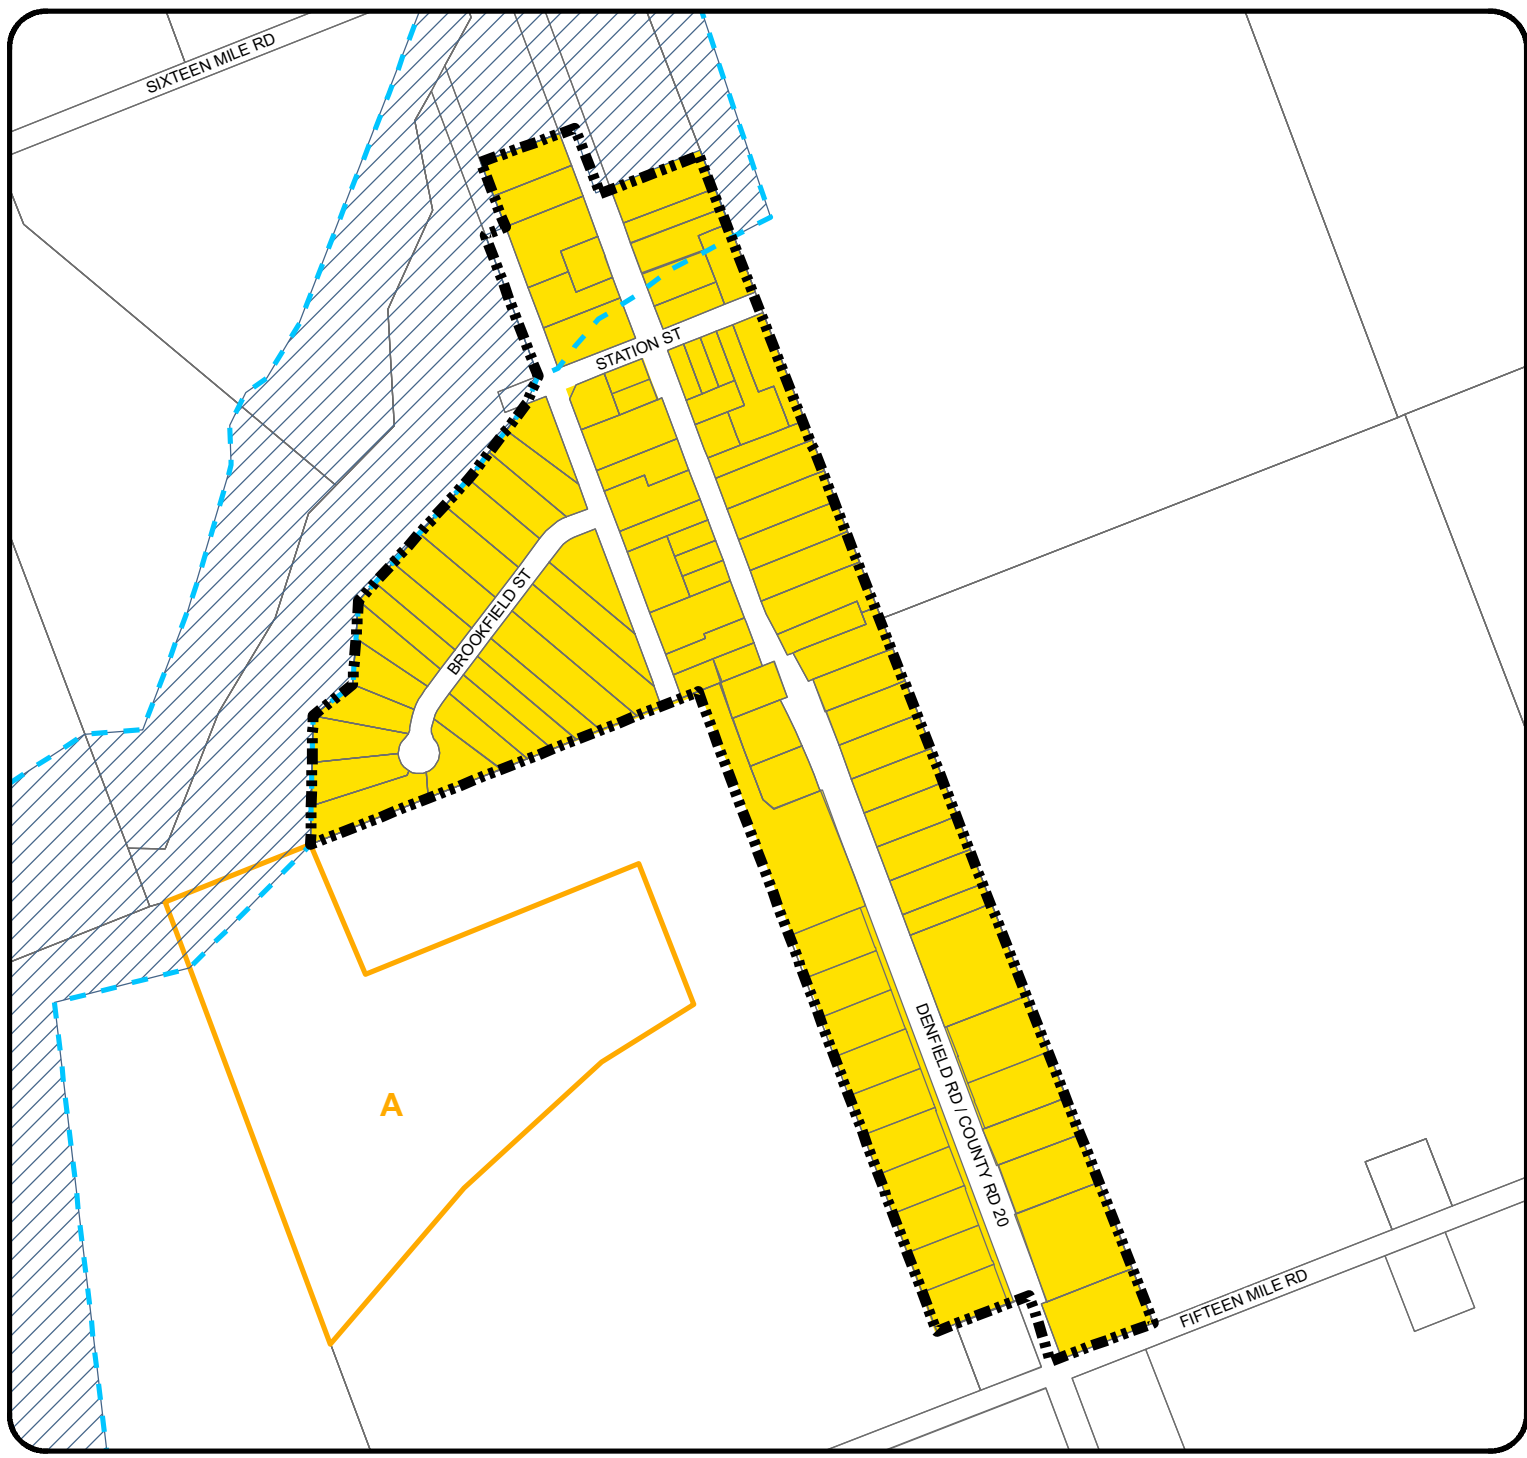 SIXTEEN MILE RD
STATION ST
BROOKFIELD ST
DENFIELD RD / COUNTY RD 20
A
FIFTEEN MILE RD